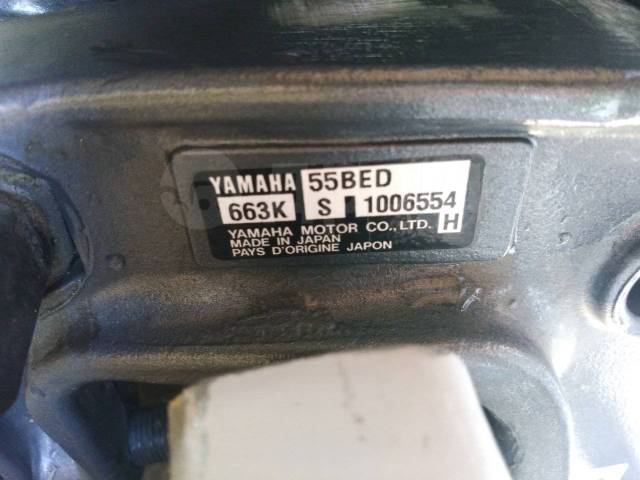 YAMAHA 55BED
663K S 1006554
YAMAHA MOTOR CO., LTD. H
MADE IN JAPAN
PAYS D'ORIGINE JAPON